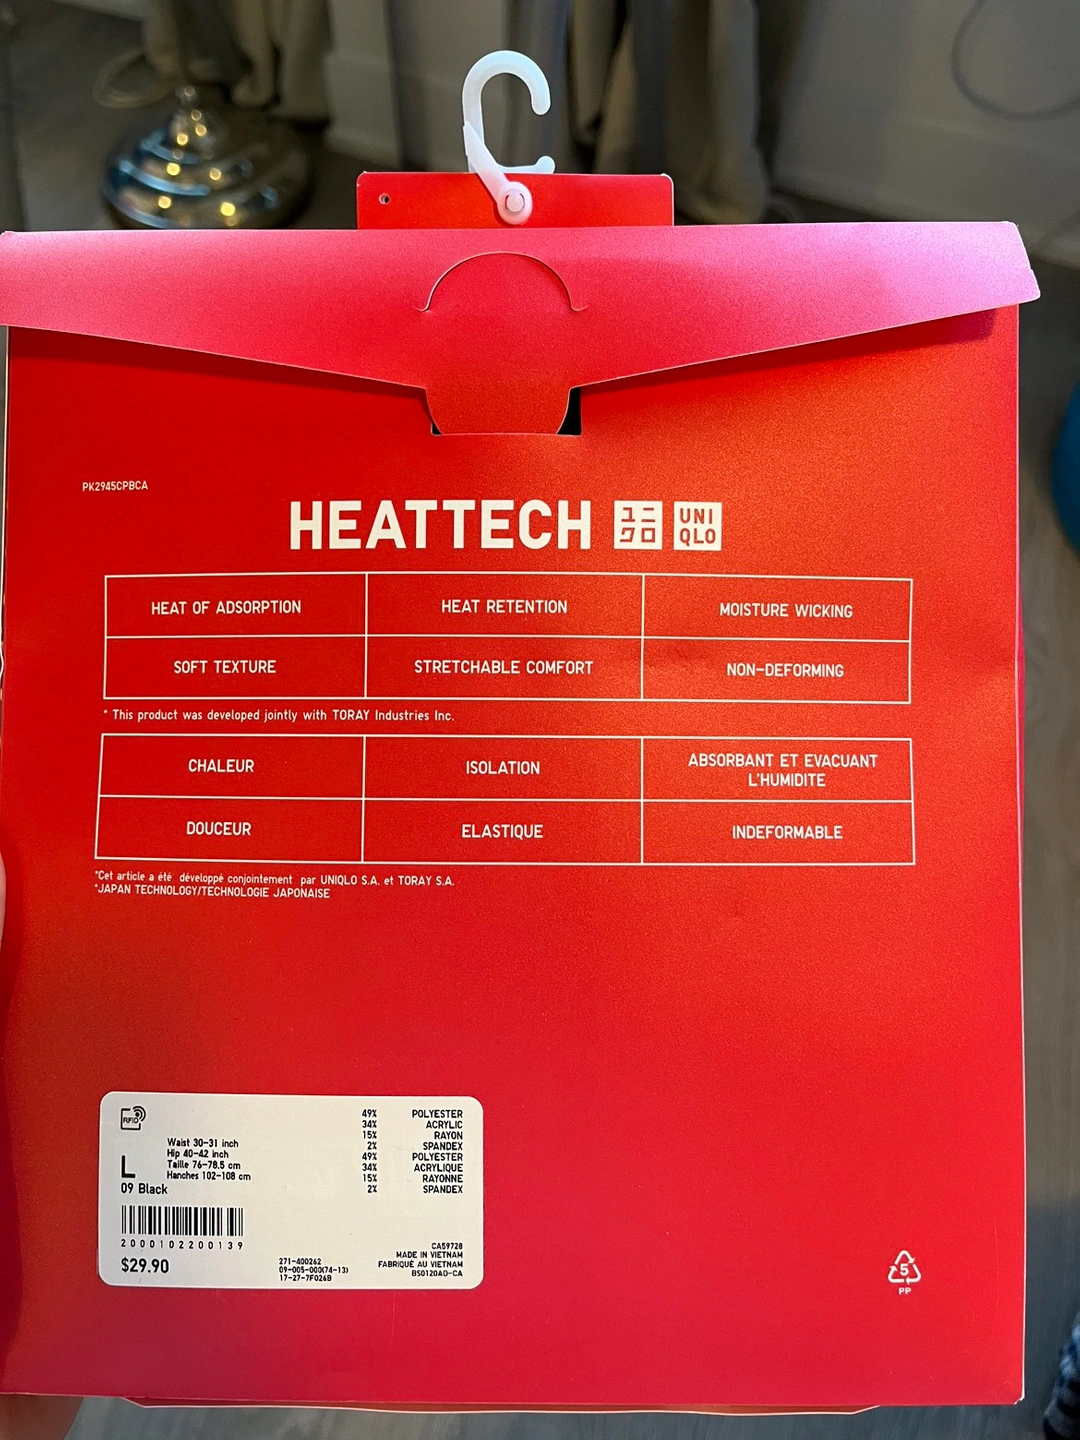 PK2945CPBCA
HEATTECH ユニクロ UNIQLO
HEAT OF ADSORPTION HEAT RETENTION MOISTURE WICKING
SOFT TEXTURE STRETCHABLE COMFORT NON-DEFORMING
* This product was developed jointly with TORAY Industries Inc.
CHALEUR ISOLATION ABSORBANT ET EVACUANT L'HUMIDITE
DOUCEUR ELASTIQUE INDEFORMABLE
*Cet article a été développé conjointement par UNIQLO S.A. et TORAY S.A.
*JAPAN TECHNOLOGY/TECHNOLOGIE JAPONAISE
RFID
L
Waist 30-31 inch
Hip 40-42 inch
Taille 76-78.5 cm
Hanches 102-108 cm
09 Black
49% POLYESTER
34% ACRYLIC
15% RAYON
2% SPANDEX
49% POLYESTER
34% ACRYLIQUE
15% RAYONNE
2% SPANDEX
2000102200139
$29.90
271-400262
09-005-000(74-13)
17-27-7F026B
CA59728
MADE IN VIETNAM
FABRIQUÉ AU VIETNAM
BS0120AD-CA
5
PP